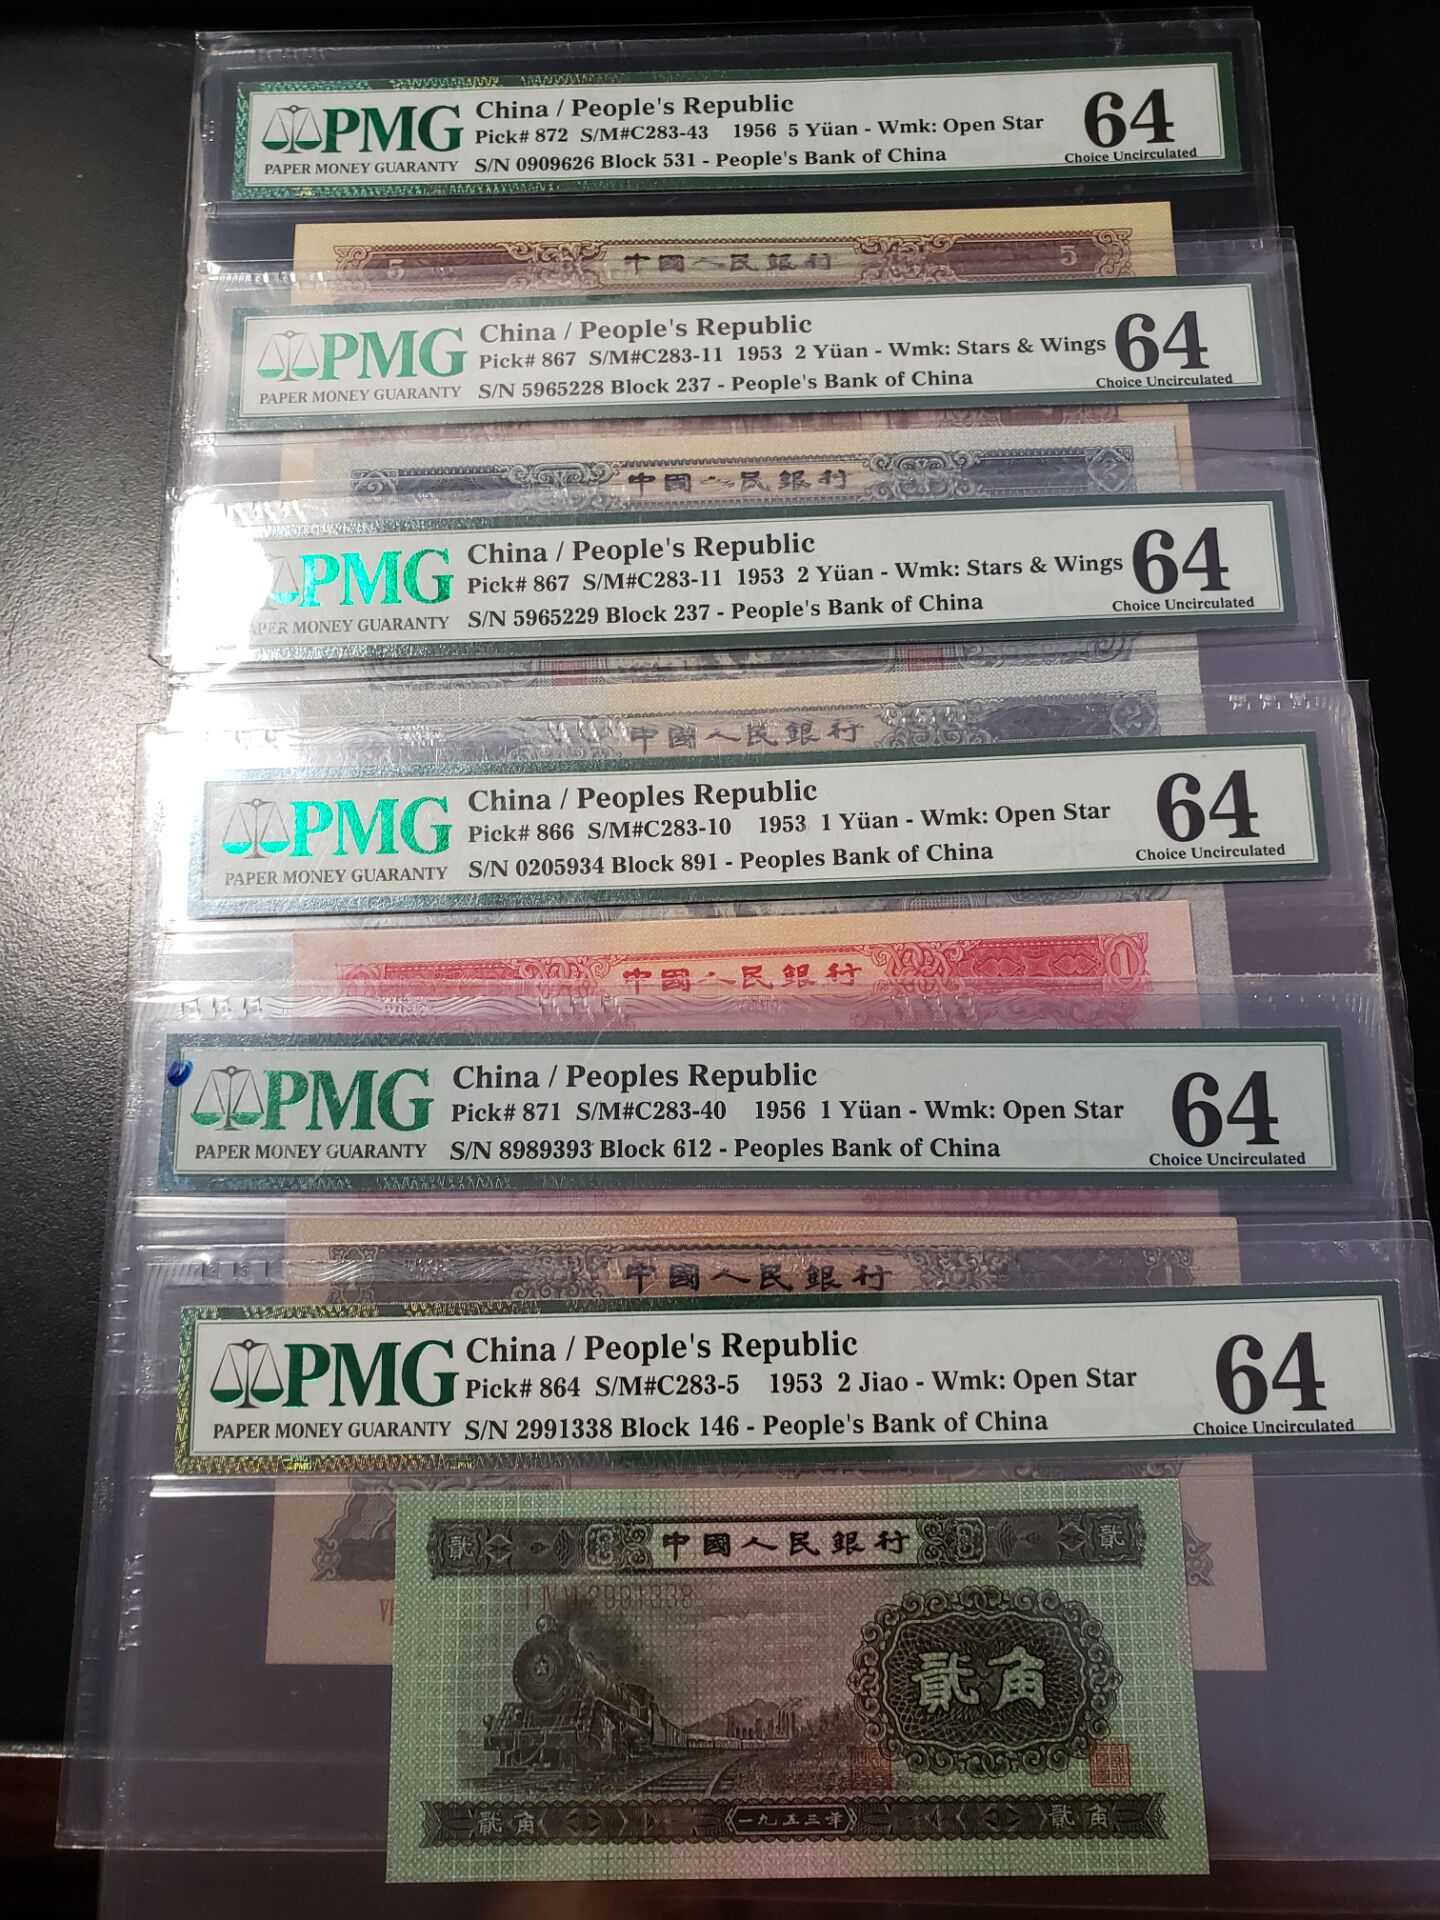 PMG
PAPER MONEY GUARANTY
China / People's Republic
Pick# 872 S/M#C283-43 1956 5 Yüan - Wmk: Open Star
S/N 0909626 Block 531 - People's Bank of China
64
Choice Uncirculated
5 中國人民銀行 5
PMG
PAPER MONEY GUARANTY
China / People's Republic
Pick# 867 S/M#C283-11 1953 2 Yüan - Wmk: Stars & Wings
S/N 5965228 Block 237 - People's Bank of China
64
Choice Uncirculated
2 中國人民銀行 2
PMG
PAPER MONEY GUARANTY
China / People's Republic
Pick# 867 S/M#C283-11 1953 2 Yüan - Wmk: Stars & Wings
S/N 5965229 Block 237 - People's Bank of China
64
Choice Uncirculated
中國人民銀行 2
PMG
PAPER MONEY GUARANTY
China / Peoples Republic
Pick# 866 S/M#C283-10 1953 1 Yüan - Wmk: Open Star
S/N 0205934 Block 891 - Peoples Bank of China
64
Choice Uncirculated
中國人民銀行 1
PMG
PAPER MONEY GUARANTY
China / Peoples Republic
Pick# 871 S/M#C283-40 1956 1 Yüan - Wmk: Open Star
S/N 8989393 Block 612 - Peoples Bank of China
64
Choice Uncirculated
中國人民銀行
PMG
PAPER MONEY GUARANTY
China / People's Republic
Pick# 864 S/M#C283-5 1953 2 Jiao - Wmk: Open Star
S/N 2991338 Block 146 - People's Bank of China
64
Choice Uncirculated
貳 中國人民銀行 貳
I IV VI 2991338
貳角
貳角 一九五三年 貳角